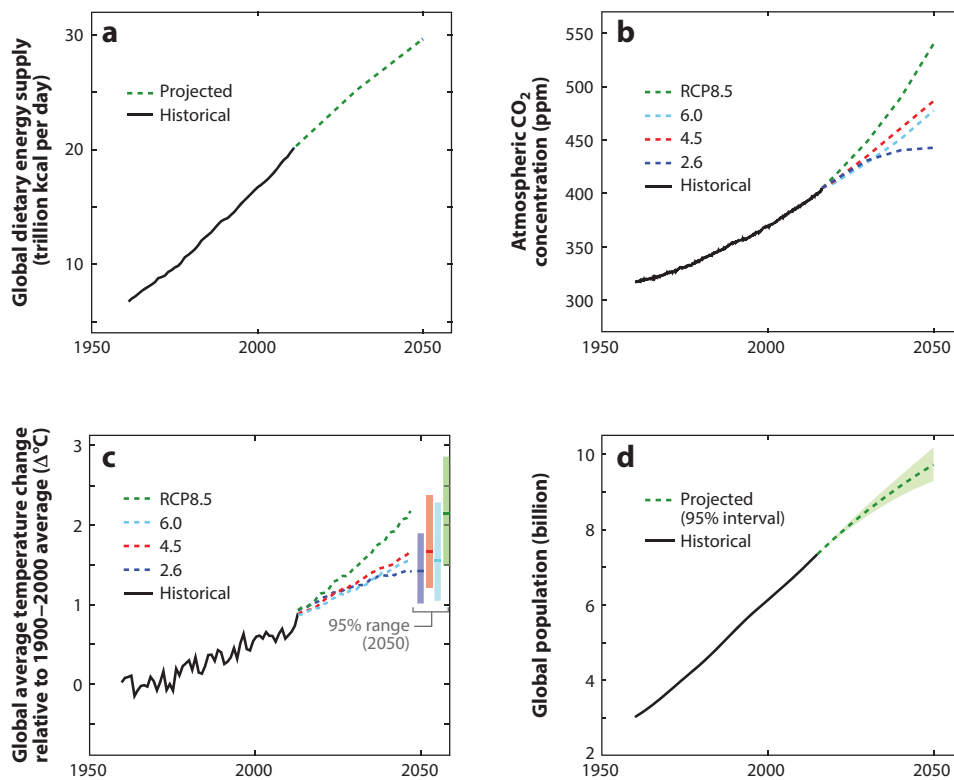 a
Global dietary energy supply
(trillion kcal per day)
30
20
10
Projected
Historical
1950
2000
2050
b
Atmospheric CO₂
concentration (ppm)
550
500
450
400
350
300
RCP8.5
6.0
4.5
2.6
Historical
1950
2000
2050
c
Global average temperature change
relative to 1900–2000 average (Δ°C)
3
2
1
0
RCP8.5
6.0
4.5
2.6
Historical
95% range
(2050)
1950
2000
2050
d
Global population (billion)
10
8
6
4
2
Projected
(95% interval)
Historical
1950
2000
2050